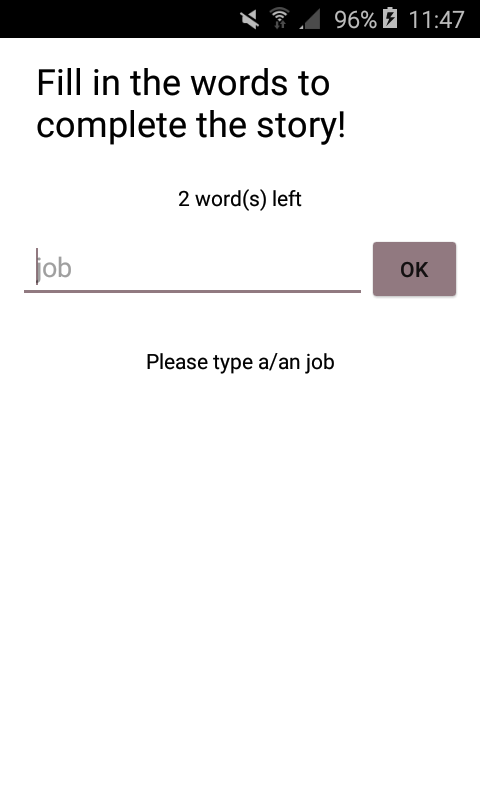 96% 11:47
Fill in the words to
complete the story!
2 word(s) left
job
OK
Please type a/an job